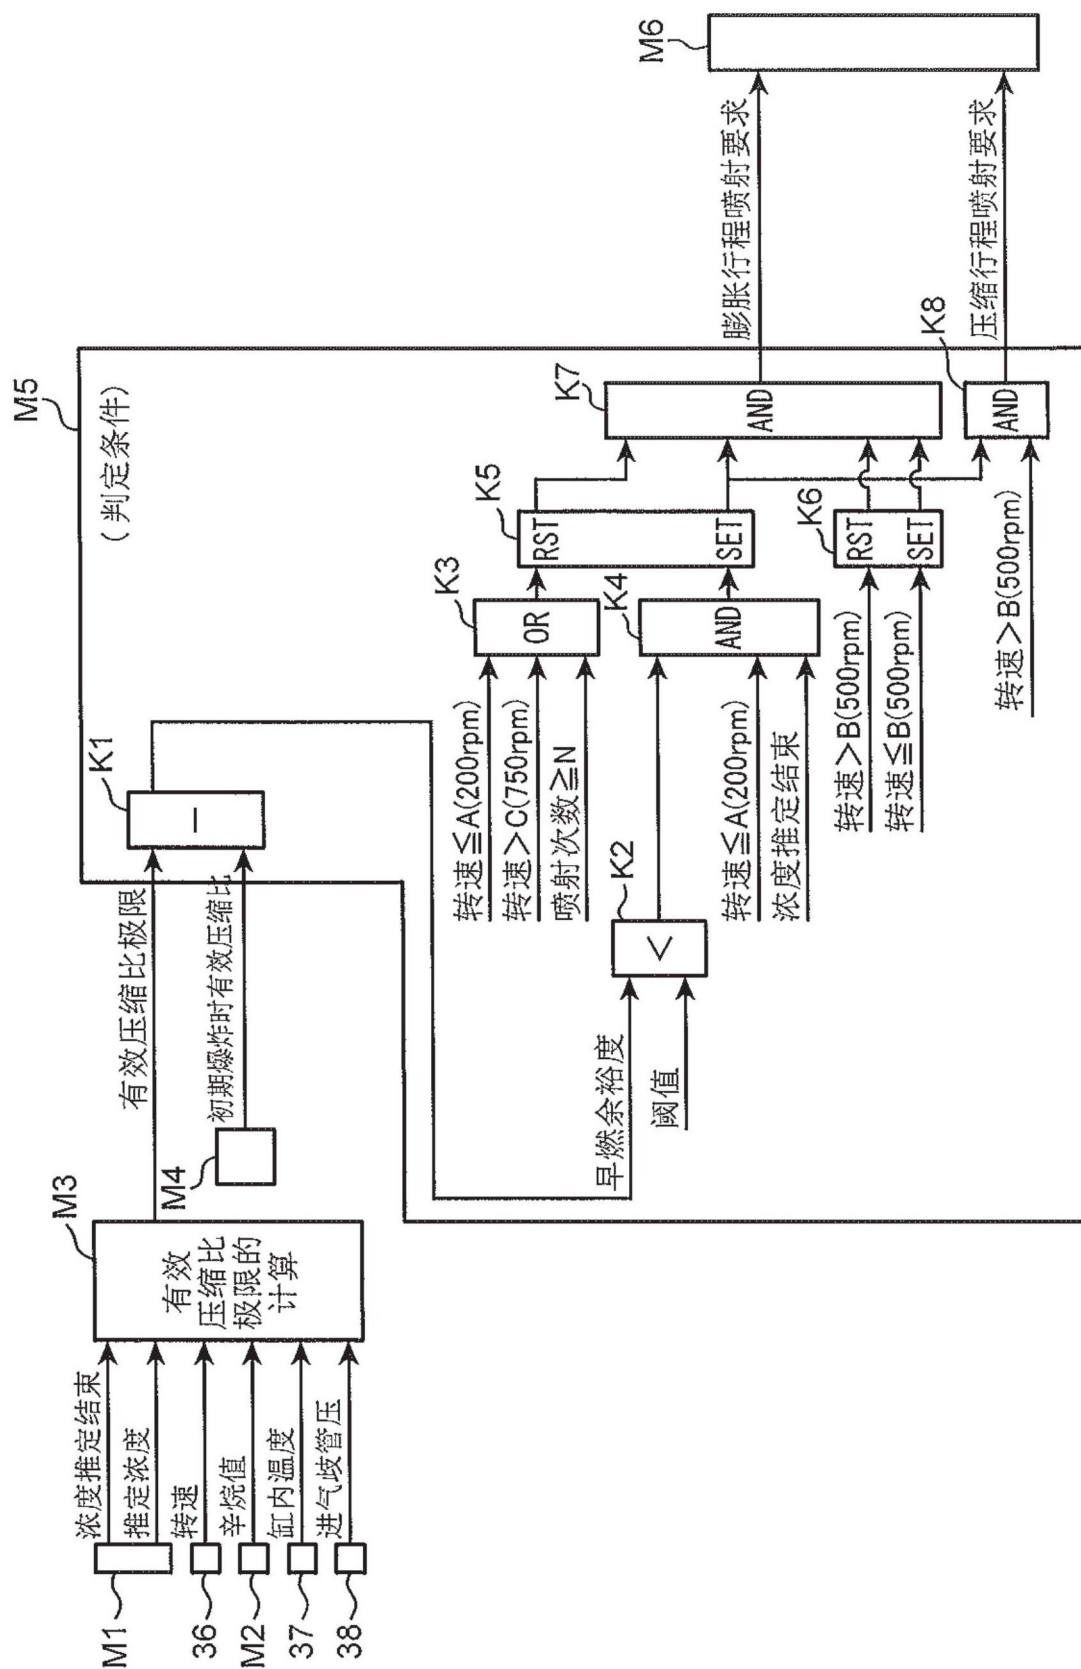 M1
浓度推定结束
推定浓度
36
转速
M2
辛烷值
37
缸内温度
38
进气歧管压
M3
有效
压缩比
极限的
计算
M4
有效压缩比极限
初期爆炸时有效压缩比
M5
(判定条件)
K1
−
早燃余裕度
阈值
K2
<
转速≦A(200rpm)
转速>C(750rpm)
喷射次数≧N
K3
OR
转速≦A(200rpm)
浓度推定结束
K4
AND
K5
RST
SET
转速>B(500rpm)
转速≦B(500rpm)
K6
RST
SET
K7
AND
转速>B(500rpm)
K8
AND
膨胀行程喷射要求
压缩行程喷射要求
M6